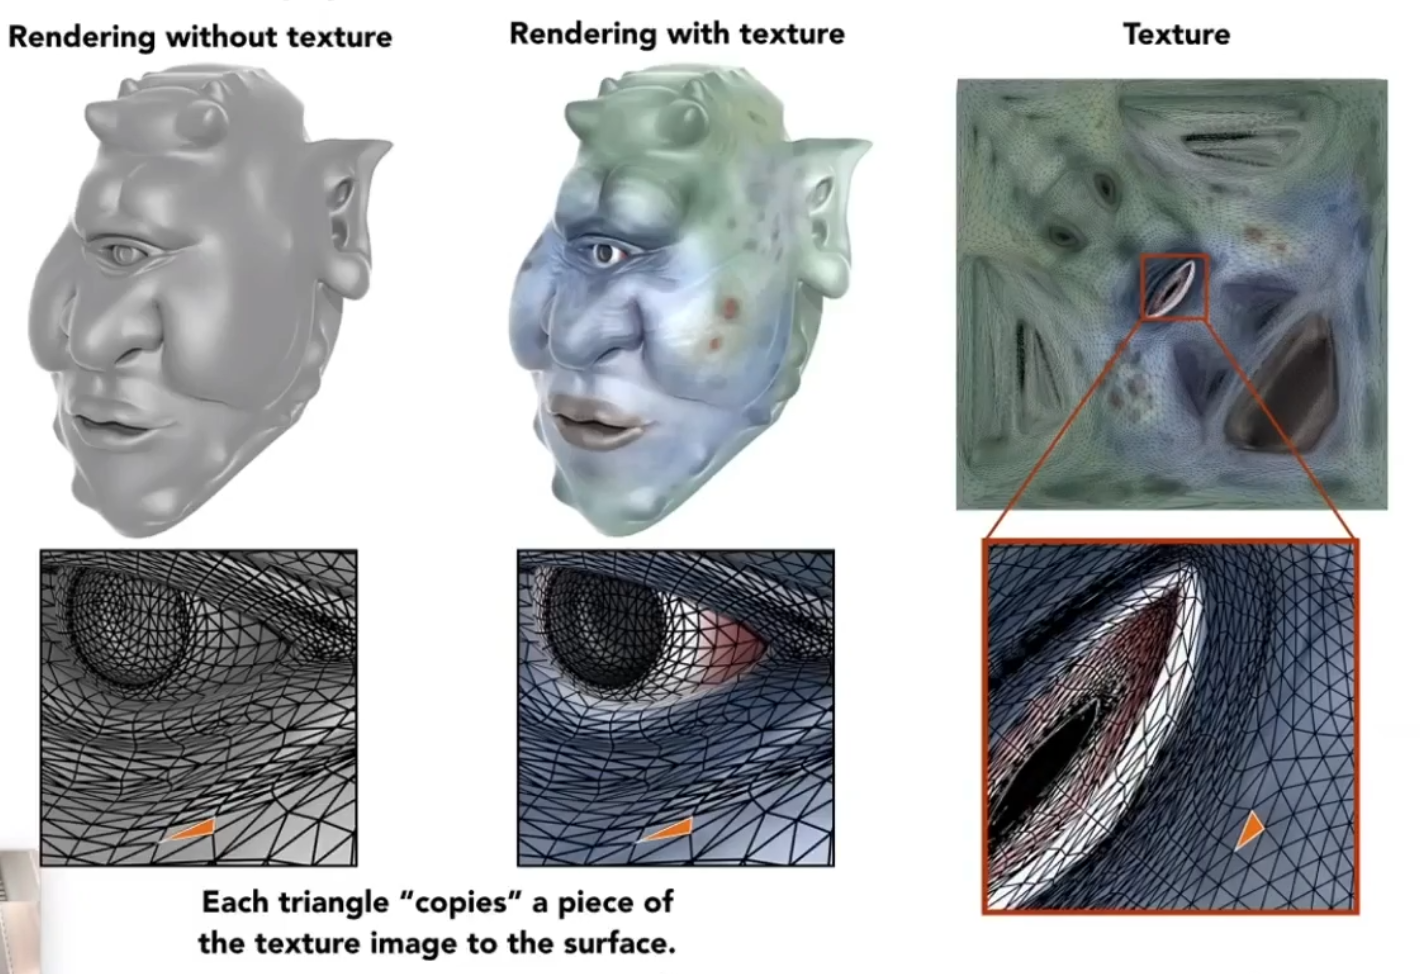 Rendering without texture
Rendering with texture
Texture
Each triangle “copies” a piece of
the texture image to the surface.